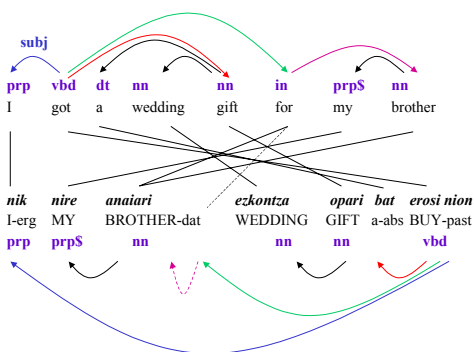 subj
prp vbd dt nn nn in prp$ nn
I got a wedding gift for my brother
nik nire anaiari ezkontza opari bat erosi nion
I-erg MY BROTHER-dat WEDDING GIFT a-abs BUY-past
prp prp$ nn nn nn vbd